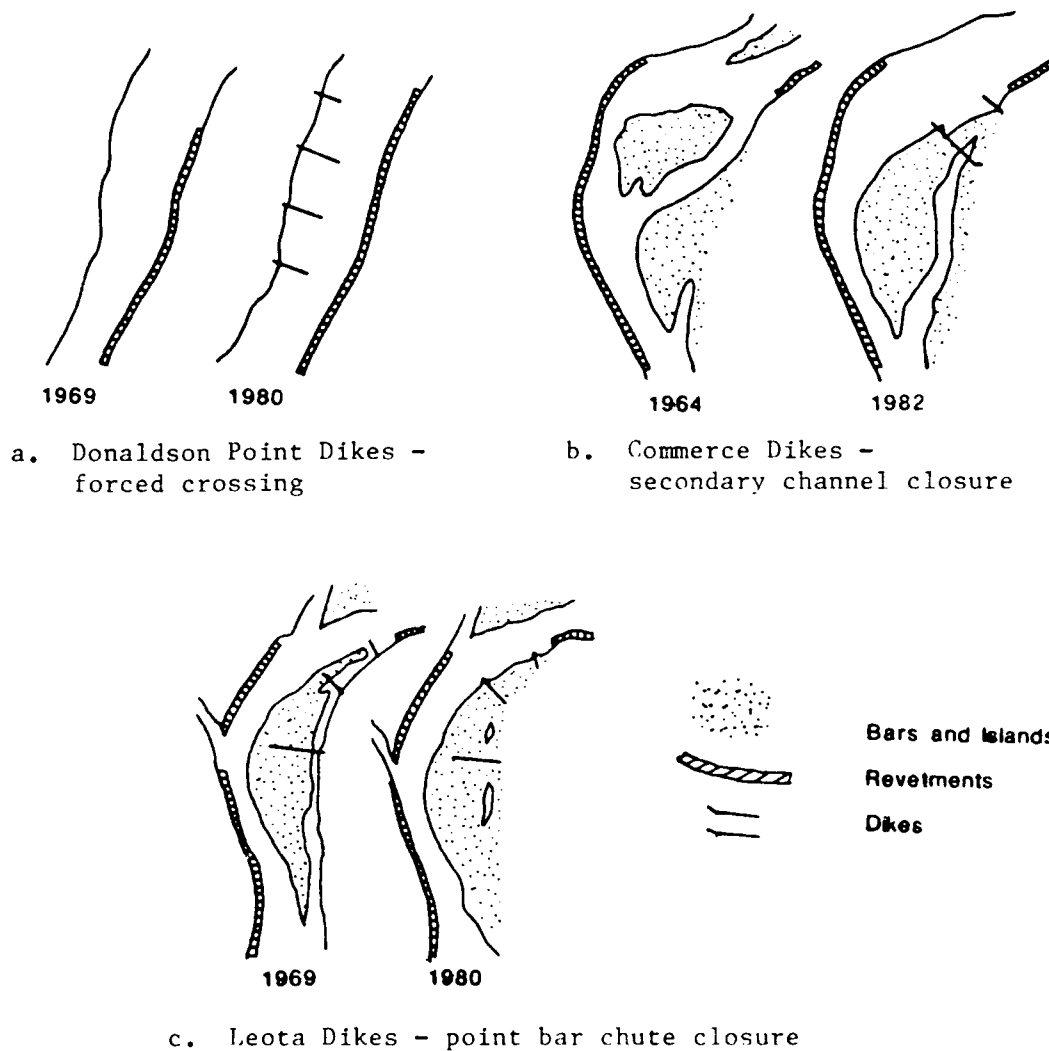 1969
1980
1964
1982
a. Donaldson Point Dikes -
forced crossing
b. Commerce Dikes -
secondary channel closure
1969
1980
Bars and Islands
Revetments
Dikes
c. Leota Dikes - point bar chute closure